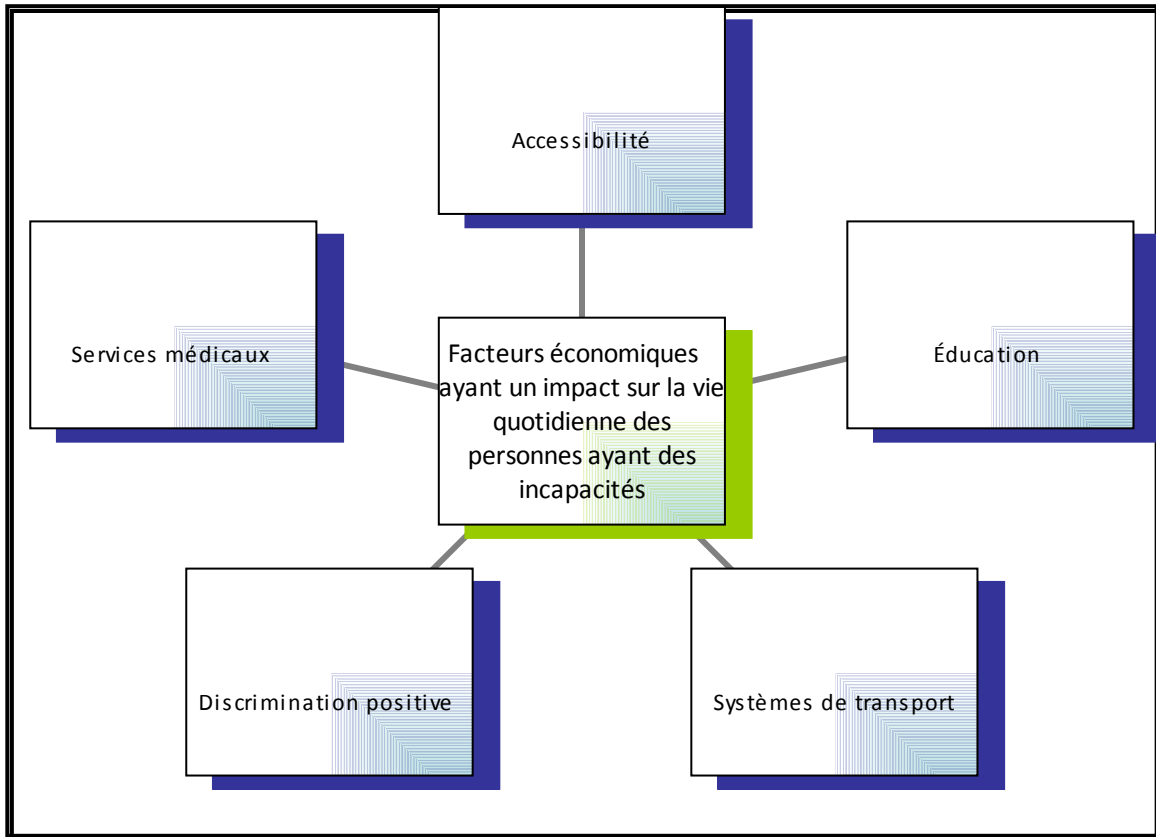 Accessibilité
Services médicaux
Facteurs économiques
ayant un impact sur la vie
quotidienne des
personnes ayant des
incapacités
Éducation
Discrimination positive
Systèmes de transport